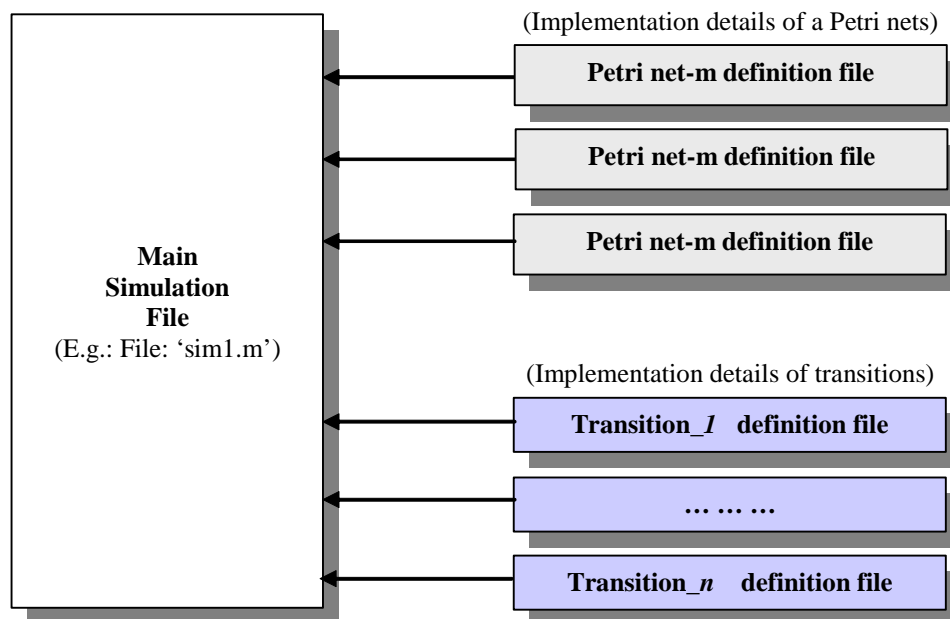 (Implementation details of a Petri nets)
Petri net-m definition file
Petri net-m definition file
Petri net-m definition file
Main
Simulation
File
(E.g.: File: ‘sim1.m’)
(Implementation details of transitions)
Transition_1 definition file
... ... ...
Transition_n definition file